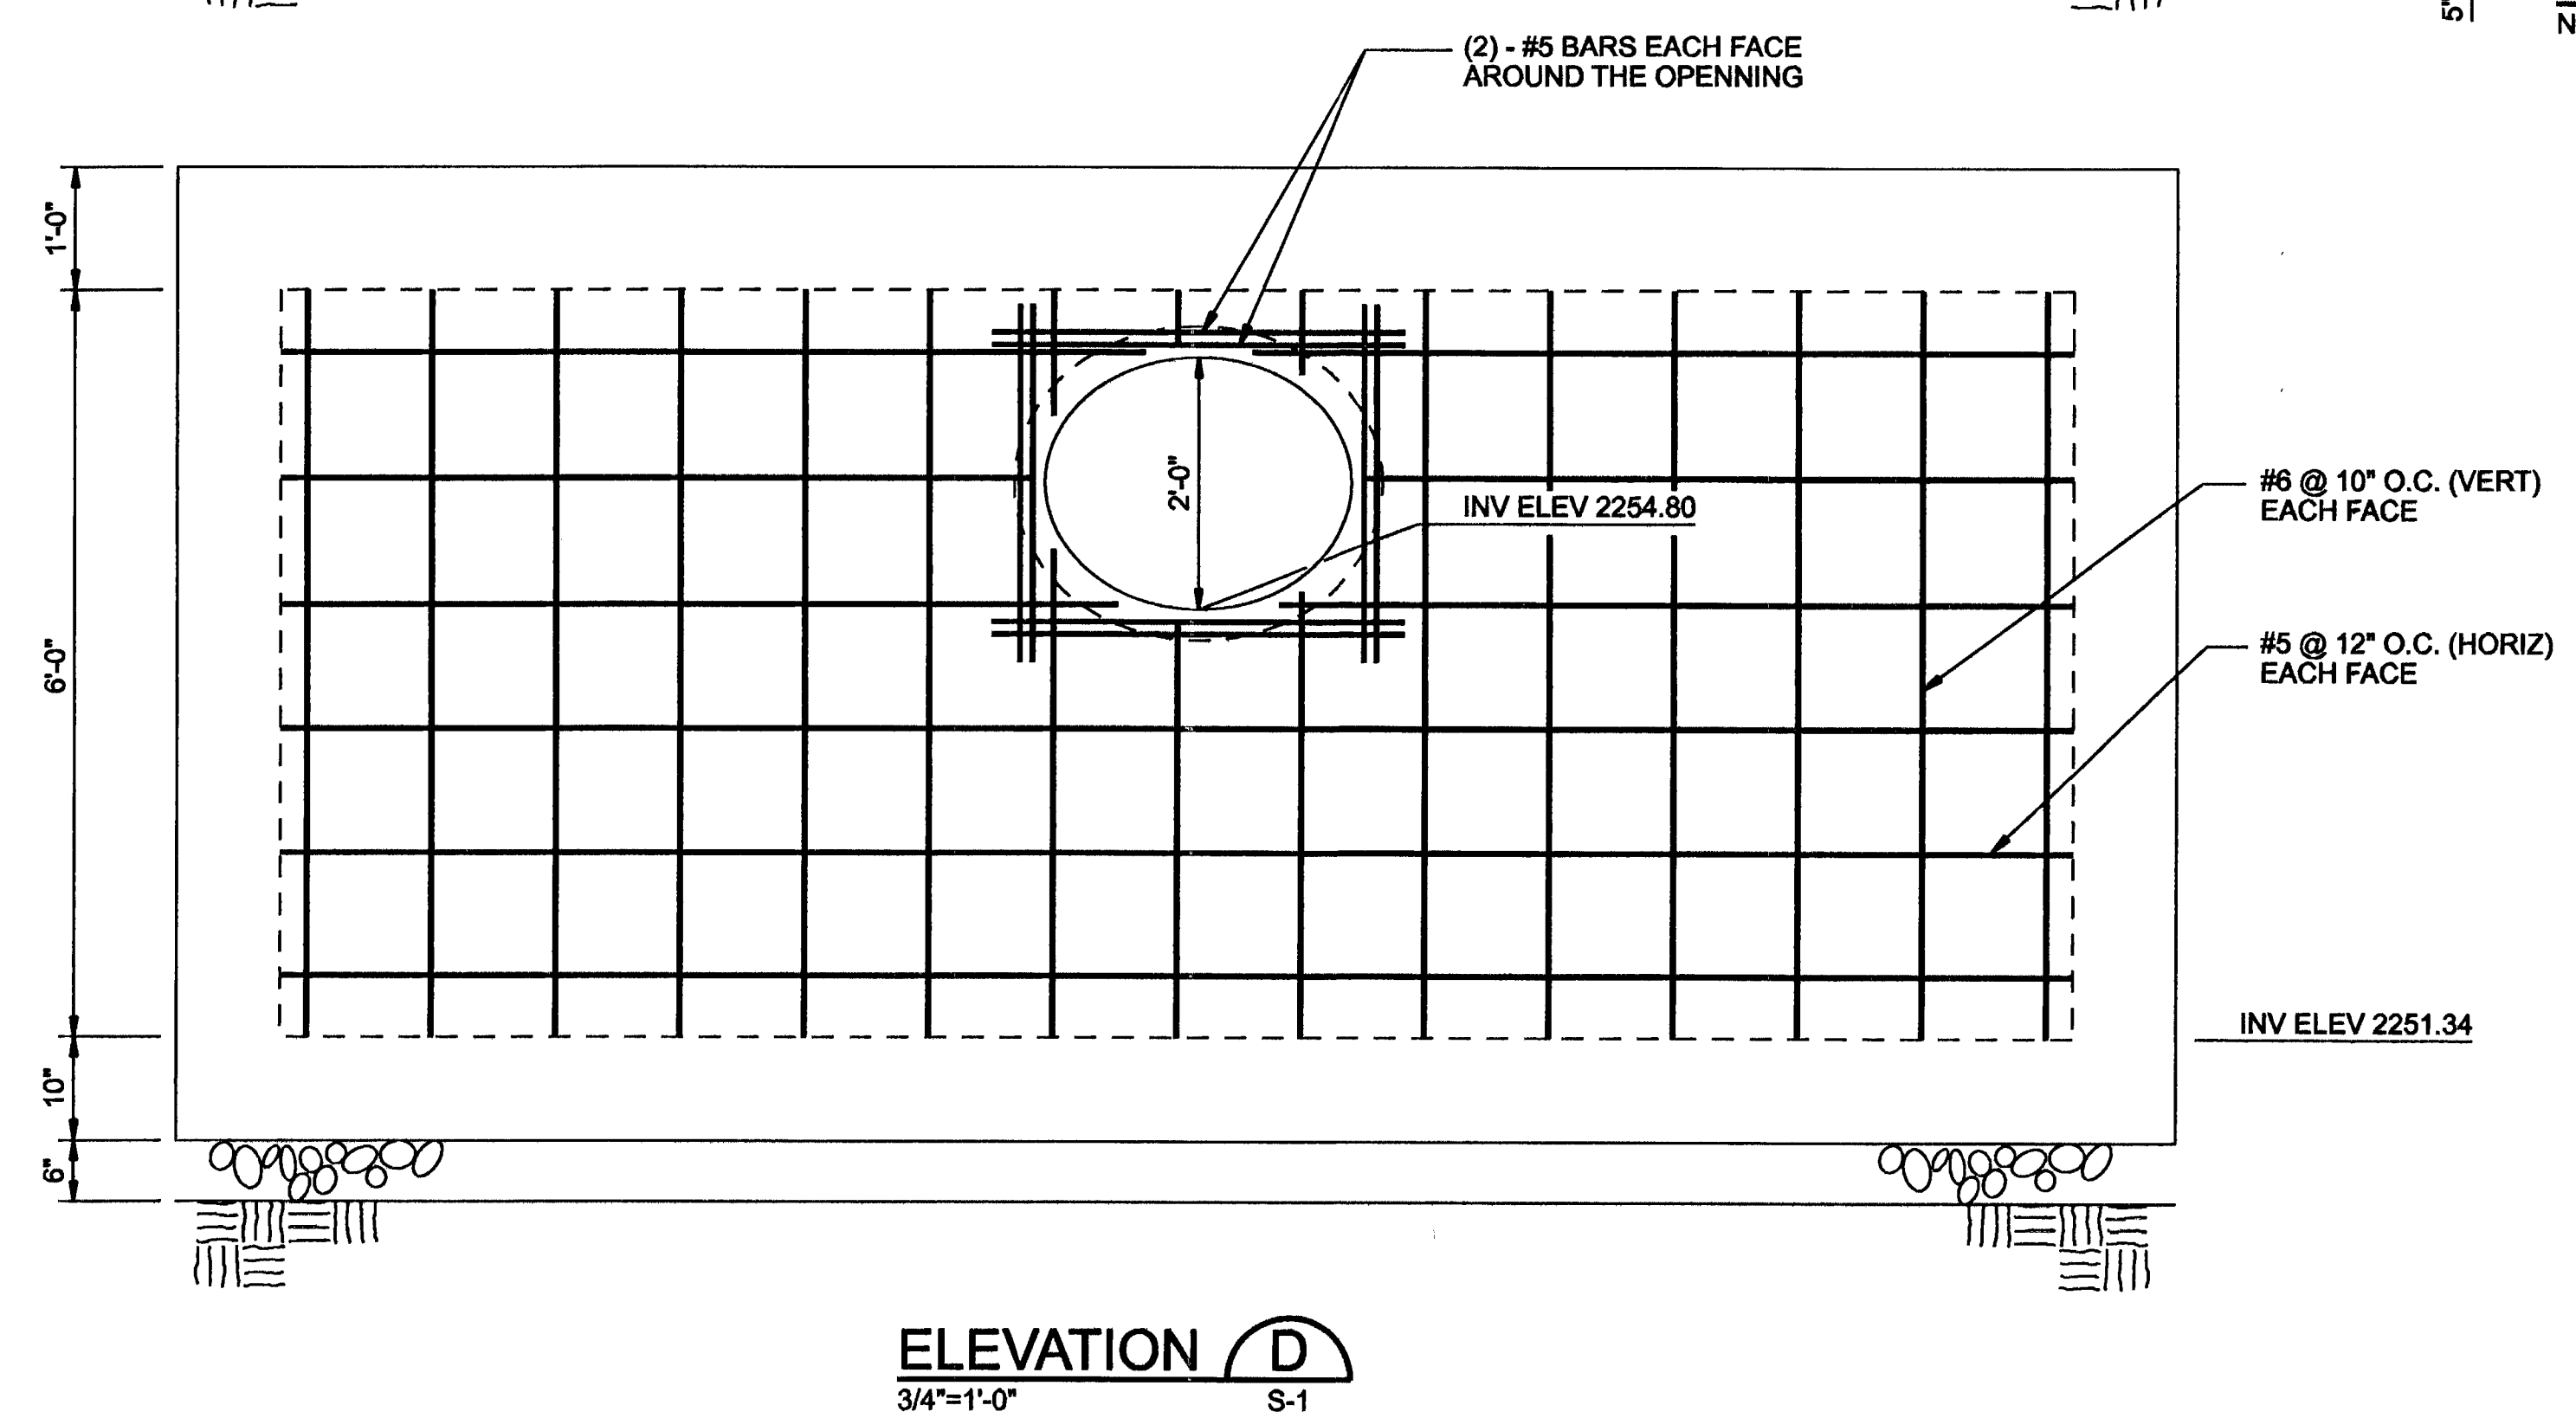 5"
(2) - #5 BARS EACH FACE
AROUND THE OPENNING
1'-0"
6'-0"
10"
6"
2'-0"
INV ELEV 2254.80
#6 @ 10" O.C. (VERT)
EACH FACE
#5 @ 12" O.C. (HORIZ)
EACH FACE
INV ELEV 2251.34
ELEVATION D
3/4"=1'-0" S-1